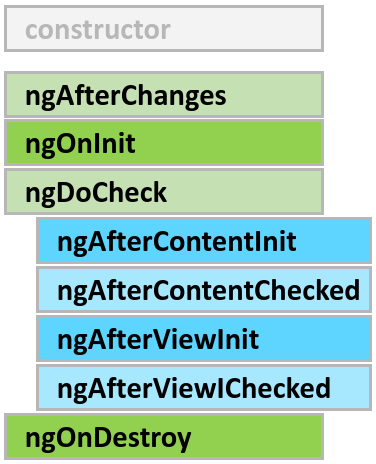 constructor
ngAfterChanges
ngOnInit
ngDoCheck
ngAfterContentInit
ngAfterContentChecked
ngAfterViewInit
ngAfterViewIChecked
ngOnDestroy